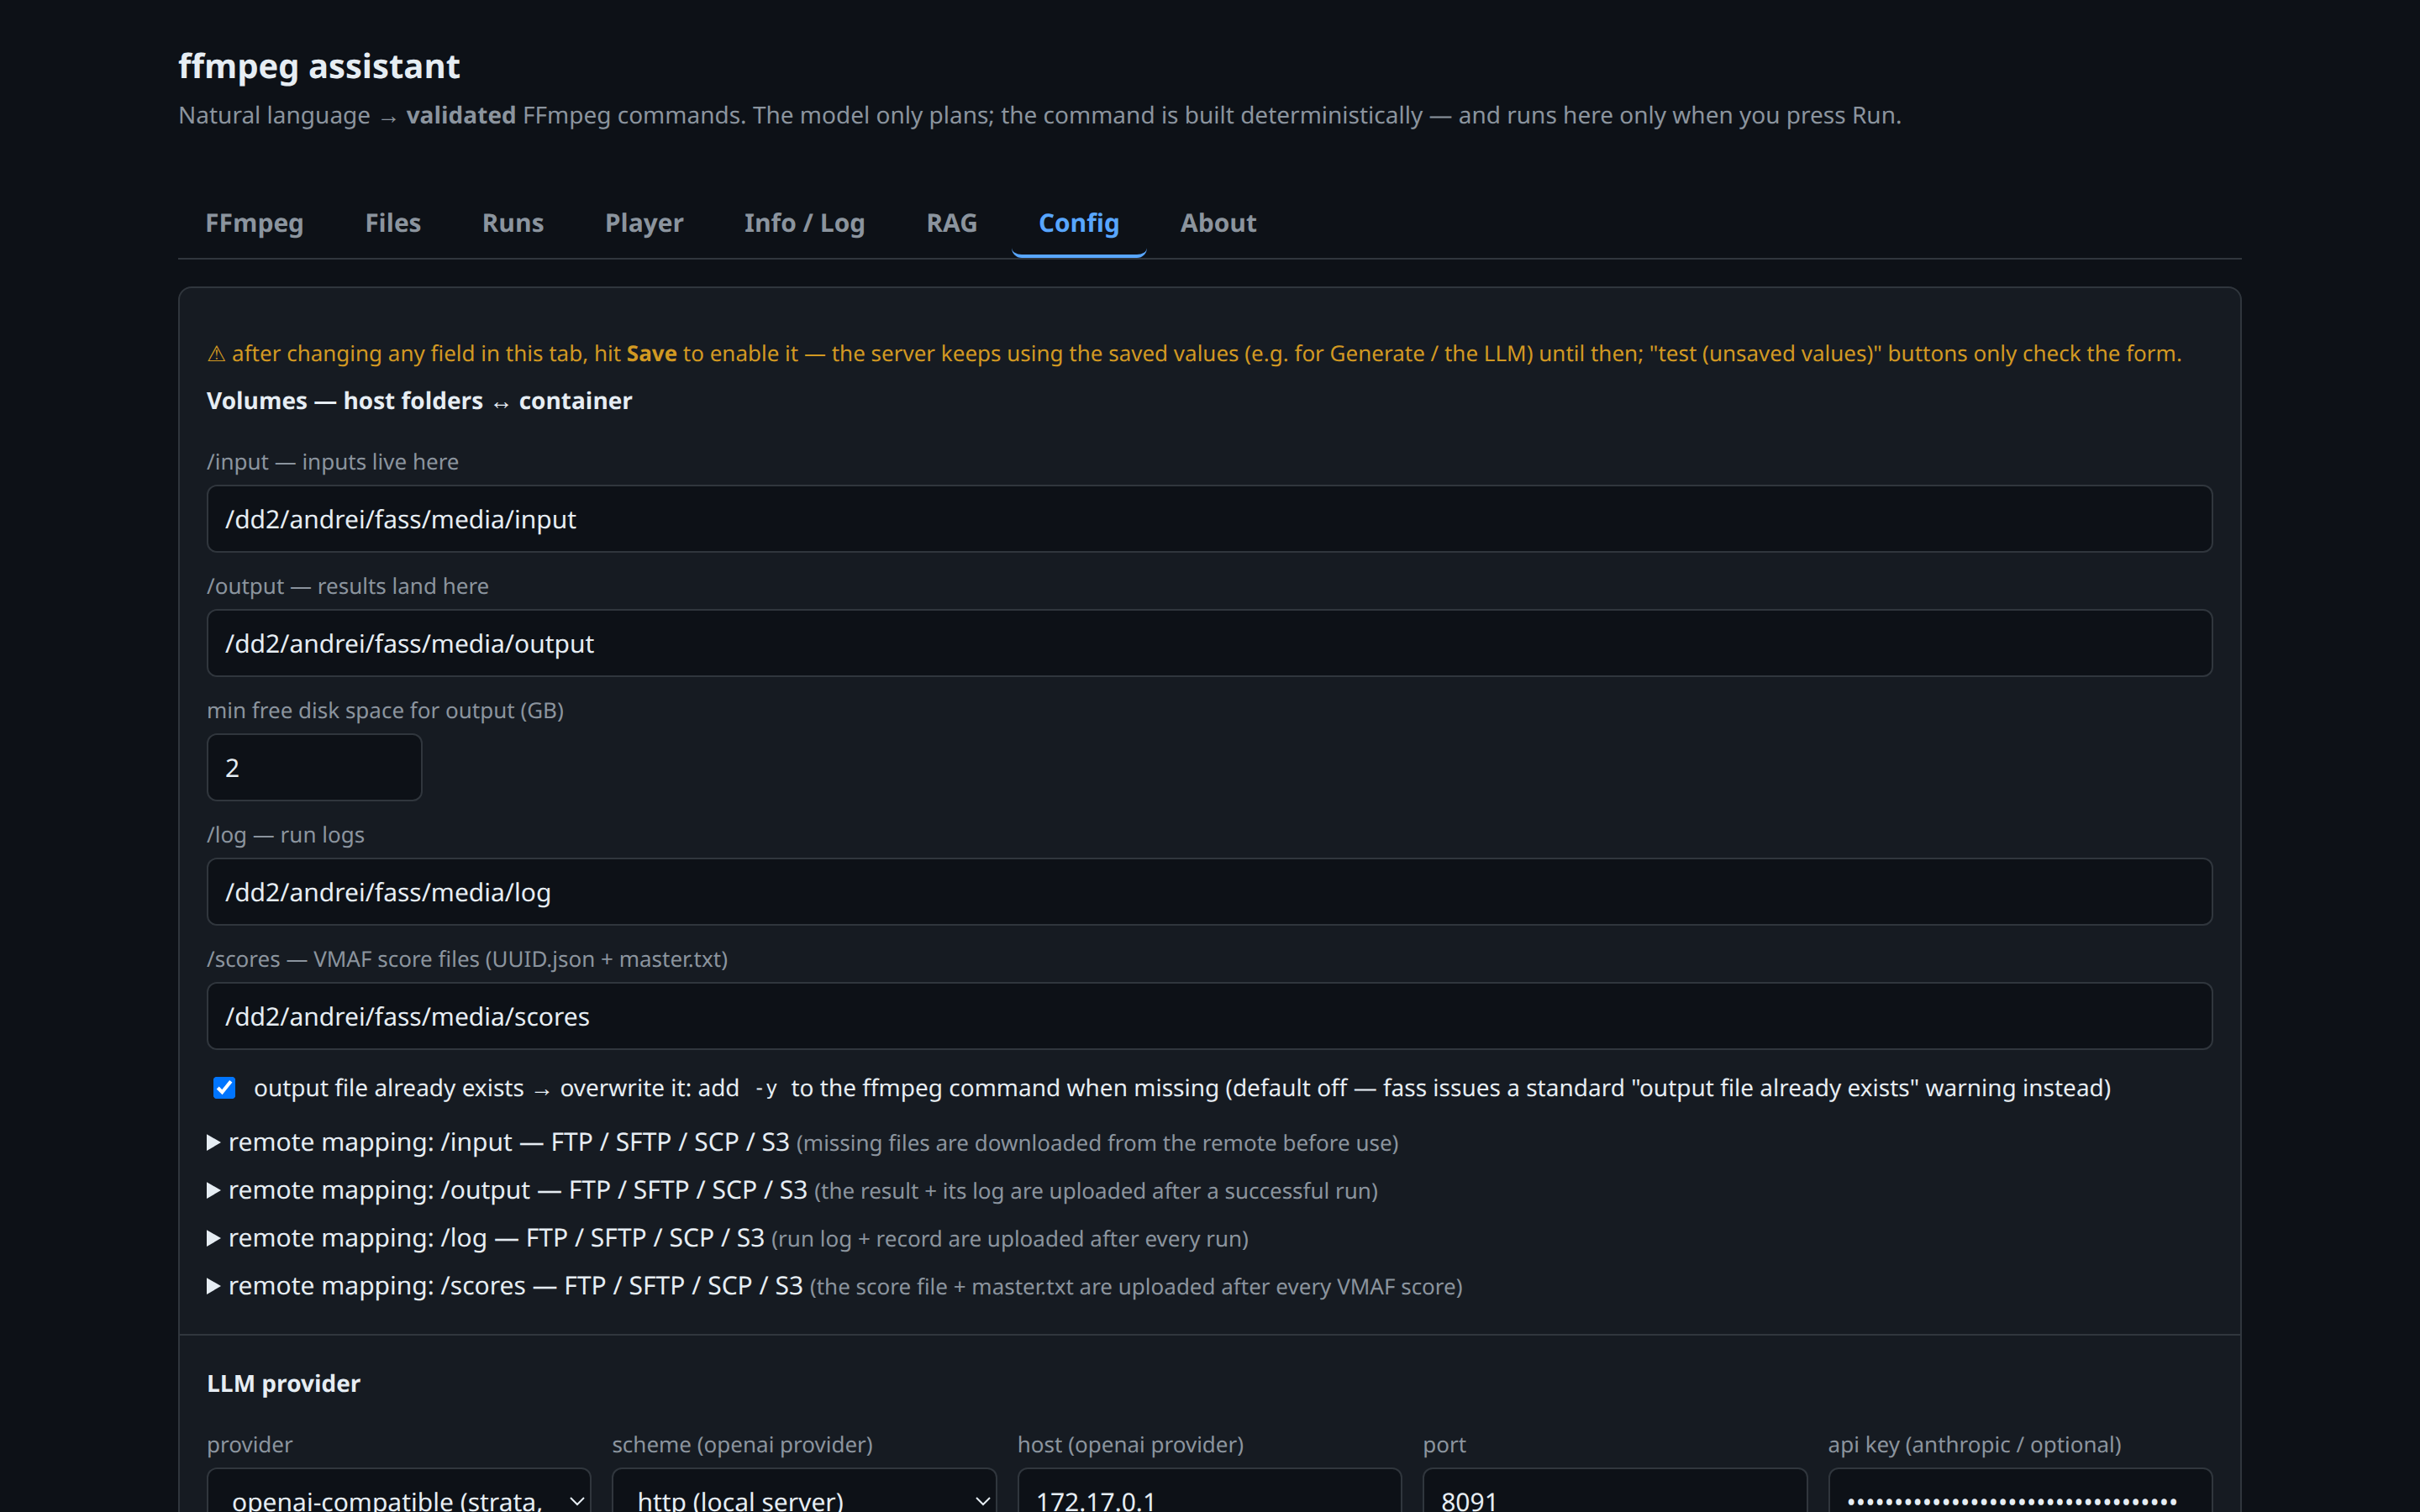 ffmpeg assistant
Natural language → validated FFmpeg commands. The model only plans; the command is built deterministically — and runs here only when you press Run.
FFmpeg Files Runs Player Info / Log RAG Config About
⚠ after changing any field in this tab, hit Save to enable it — the server keeps using the saved values (e.g. for Generate / the LLM) until then; "test (unsaved values)" buttons only check the form.
Volumes — host folders ↔ container
/input — inputs live here
/dd2/andrei/fass/media/input
/output — results land here
/dd2/andrei/fass/media/output
min free disk space for output (GB)
2
/log — run logs
/dd2/andrei/fass/media/log
/scores — VMAF score files (UUID.json + master.txt)
/dd2/andrei/fass/media/scores
output file already exists → overwrite it: add -y to the ffmpeg command when missing (default off — fass issues a standard "output file already exists" warning instead)
▶ remote mapping: /input — FTP / SFTP / SCP / S3 (missing files are downloaded from the remote before use)
▶ remote mapping: /output — FTP / SFTP / SCP / S3 (the result + its log are uploaded after a successful run)
▶ remote mapping: /log — FTP / SFTP / SCP / S3 (run log + record are uploaded after every run)
▶ remote mapping: /scores — FTP / SFTP / SCP / S3 (the score file + master.txt are uploaded after every VMAF score)
LLM provider
provider scheme (openai provider) host (openai provider) port api key (anthropic / optional)
openai-compatible (strata, http (local server) 172.17.0.1 8091 •••••••••••••••••••••••••••••••••••